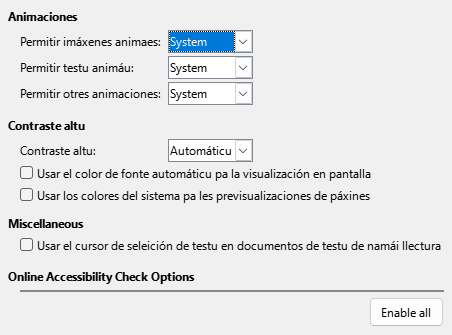 Animaciones
Permitir imáxenes animaes: System
Permitir testu animáu: System
Permitir otres animaciones: System
Contraste altu
Contraste altu: Automáticu
Usar el color de fonte automáticu pa la visualización en pantalla
Usar los colores del sistema pa les previsualizaciones de páxines
Miscellaneous
Usar el cursor de seleición de testu en documentos de testu de namái llectura
Online Accessibility Check Options
Enable all